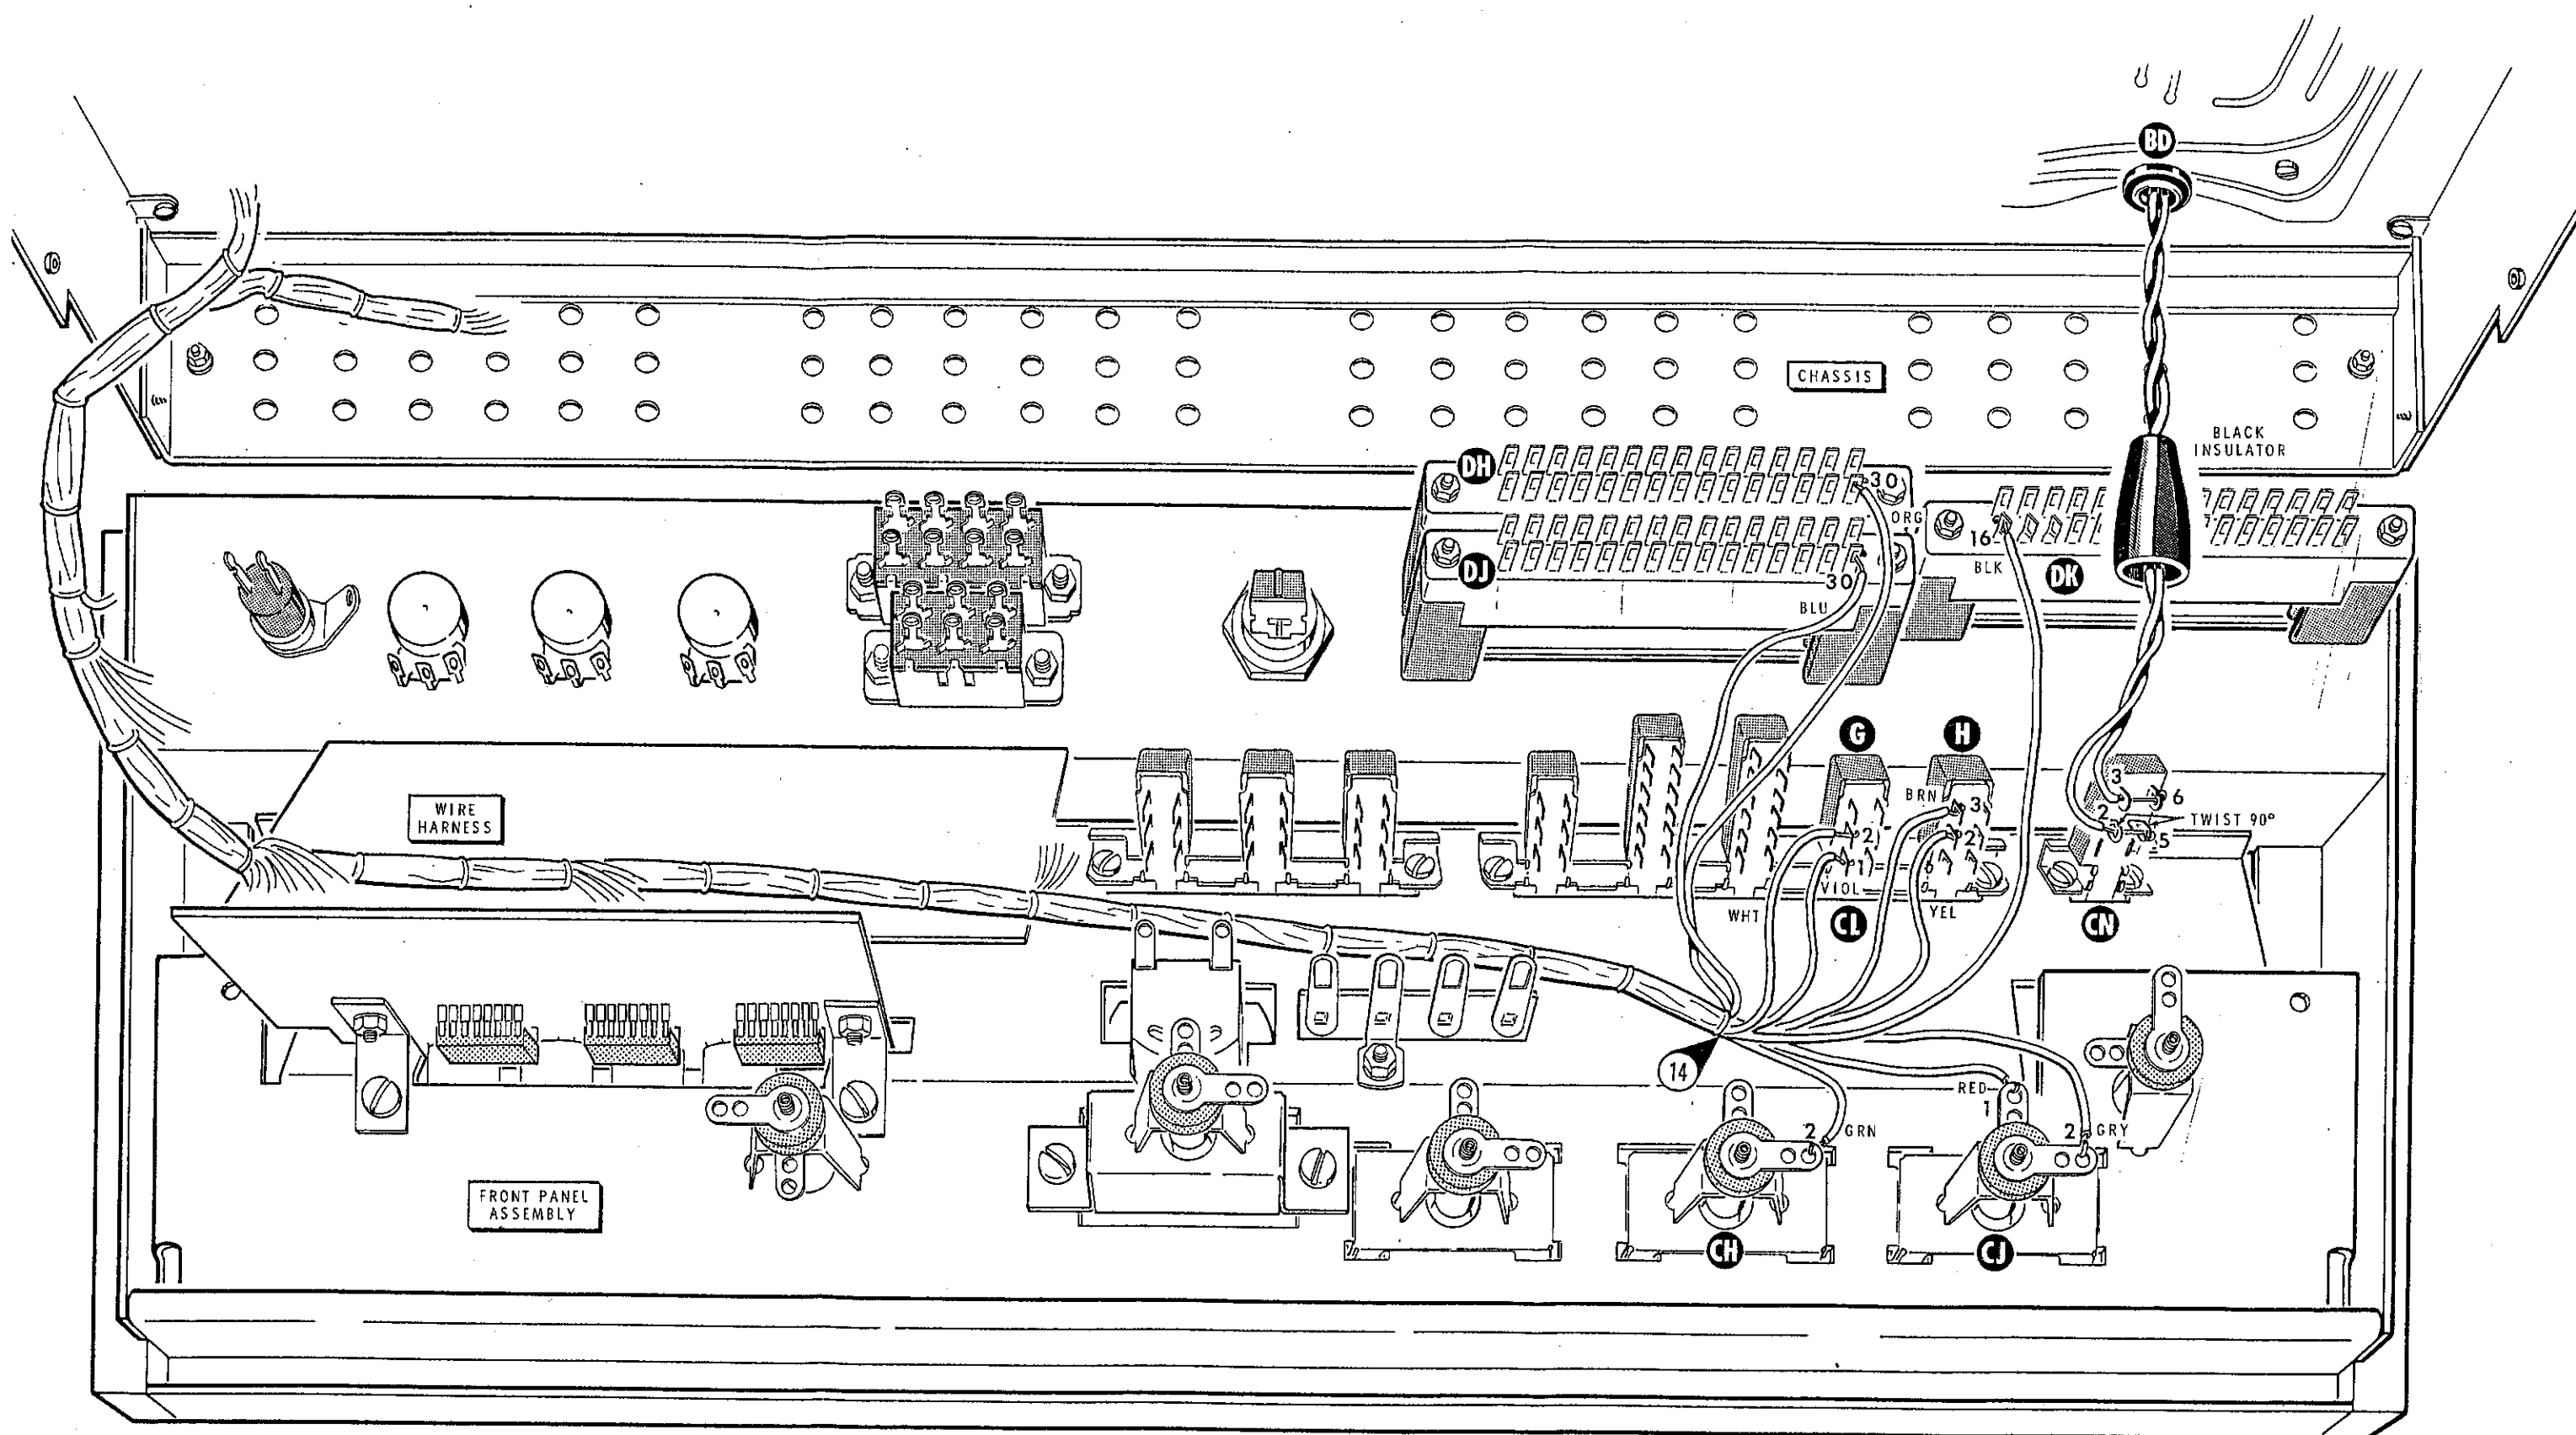 BD
CHASSIS
BLACK
INSULATOR
DH
30
ORG
16
BLK
DK
DJ
30
BLU
G
H
3
6
BRN
3
2
TWIST 90°
2
2
5
1
VIOL
WHT
YEL
CL
CN
WIRE
HARNESS
14
RED
1
2
GRN
2
GRY
FRONT PANEL
ASSEMBLY
CH
CJ